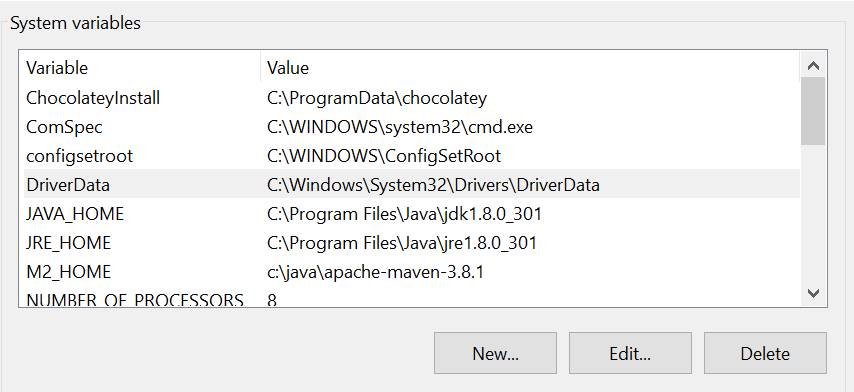 System variables
Variable Value
ChocolateyInstall C:\ProgramData\chocolatey
ComSpec C:\WINDOWS\system32\cmd.exe
configsetroot C:\WINDOWS\ConfigSetRoot
DriverData C:\Windows\System32\Drivers\DriverData
JAVA_HOME C:\Program Files\Java\jdk1.8.0_301
JRE_HOME C:\Program Files\Java\jre1.8.0_301
M2_HOME c:\java\apache-maven-3.8.1
NUMBER_OF_PROCESSORS 8
New... Edit... Delete